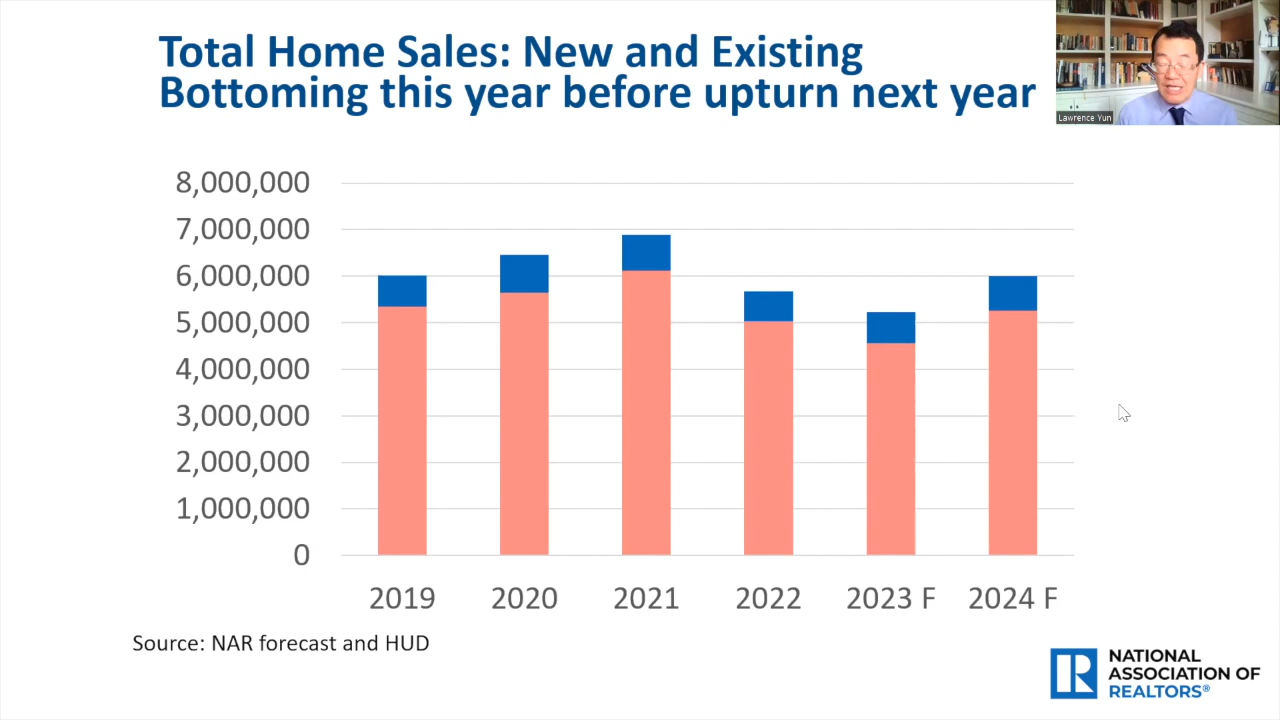 Total Home Sales: New and Existing
Bottoming this year before upturn next year
Lawrence Yun
8,000,000
7,000,000
6,000,000
5,000,000
4,000,000
3,000,000
2,000,000
1,000,000
0
2019 2020 2021 2022 2023 F 2024 F
Source: NAR forecast and HUD
R
NATIONAL
ASSOCIATION OF
REALTORS®